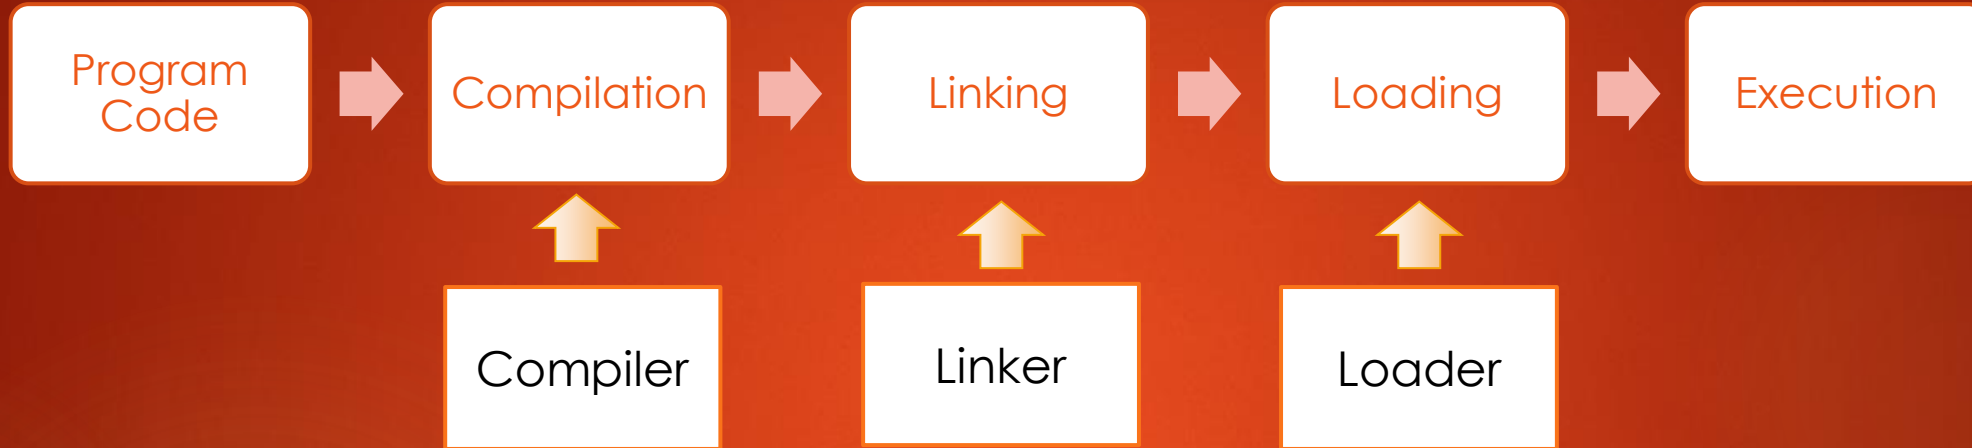 Program
Code
Compilation
Linking
Loading
Execution
Compiler
Linker
Loader